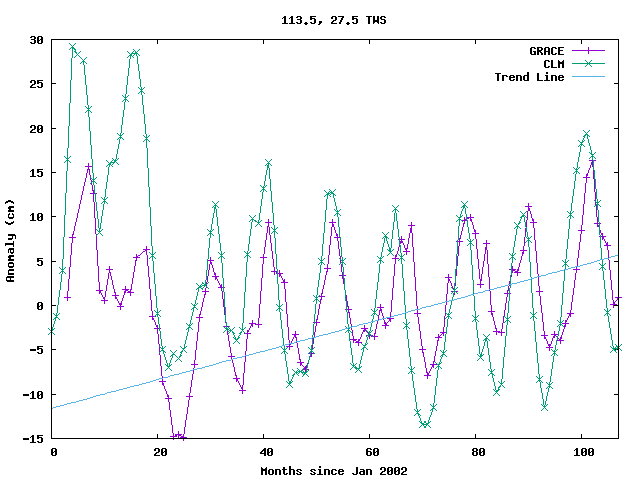 113.5, 27.5 TWS
GRACE
CLM
Trend Line
30
25
20
15
10
5
0
-5
-10
-15
Anomaly (cm)
0 20 40 60 80 100
Months since Jan 2002